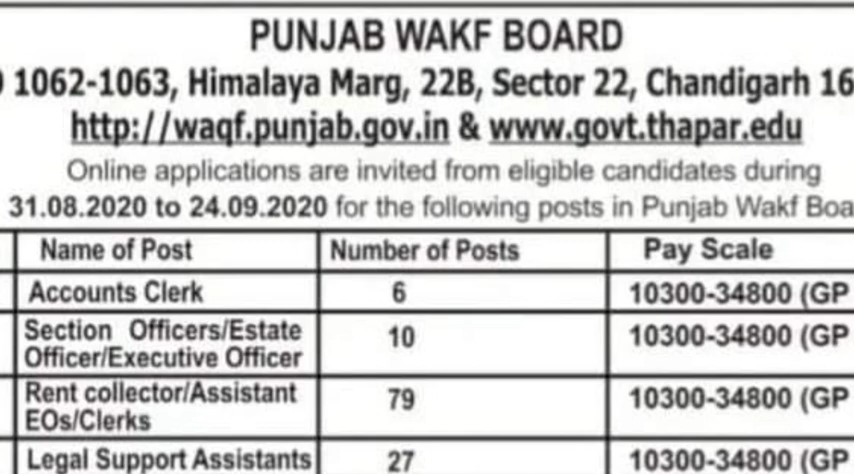 PUNJAB WAKF BOARD
1062-1063, Himalaya Marg, 22B, Sector 22, Chandigarh 16
http://waqf.punjab.gov.in & www.govt.thapar.edu
Online applications are invited from eligible candidates during
31.08.2020 to 24.09.2020 for the following posts in Punjab Wakf Boa
Name of Post Number of Posts Pay Scale
Accounts Clerk 6 10300-34800 (GP
Section Officers/Estate
Officer/Executive Officer 10 10300-34800 (GP
Rent collector/Assistant
EOs/Clerks 79 10300-34800 (GP
Legal Support Assistants 27 10300-34800 (GP